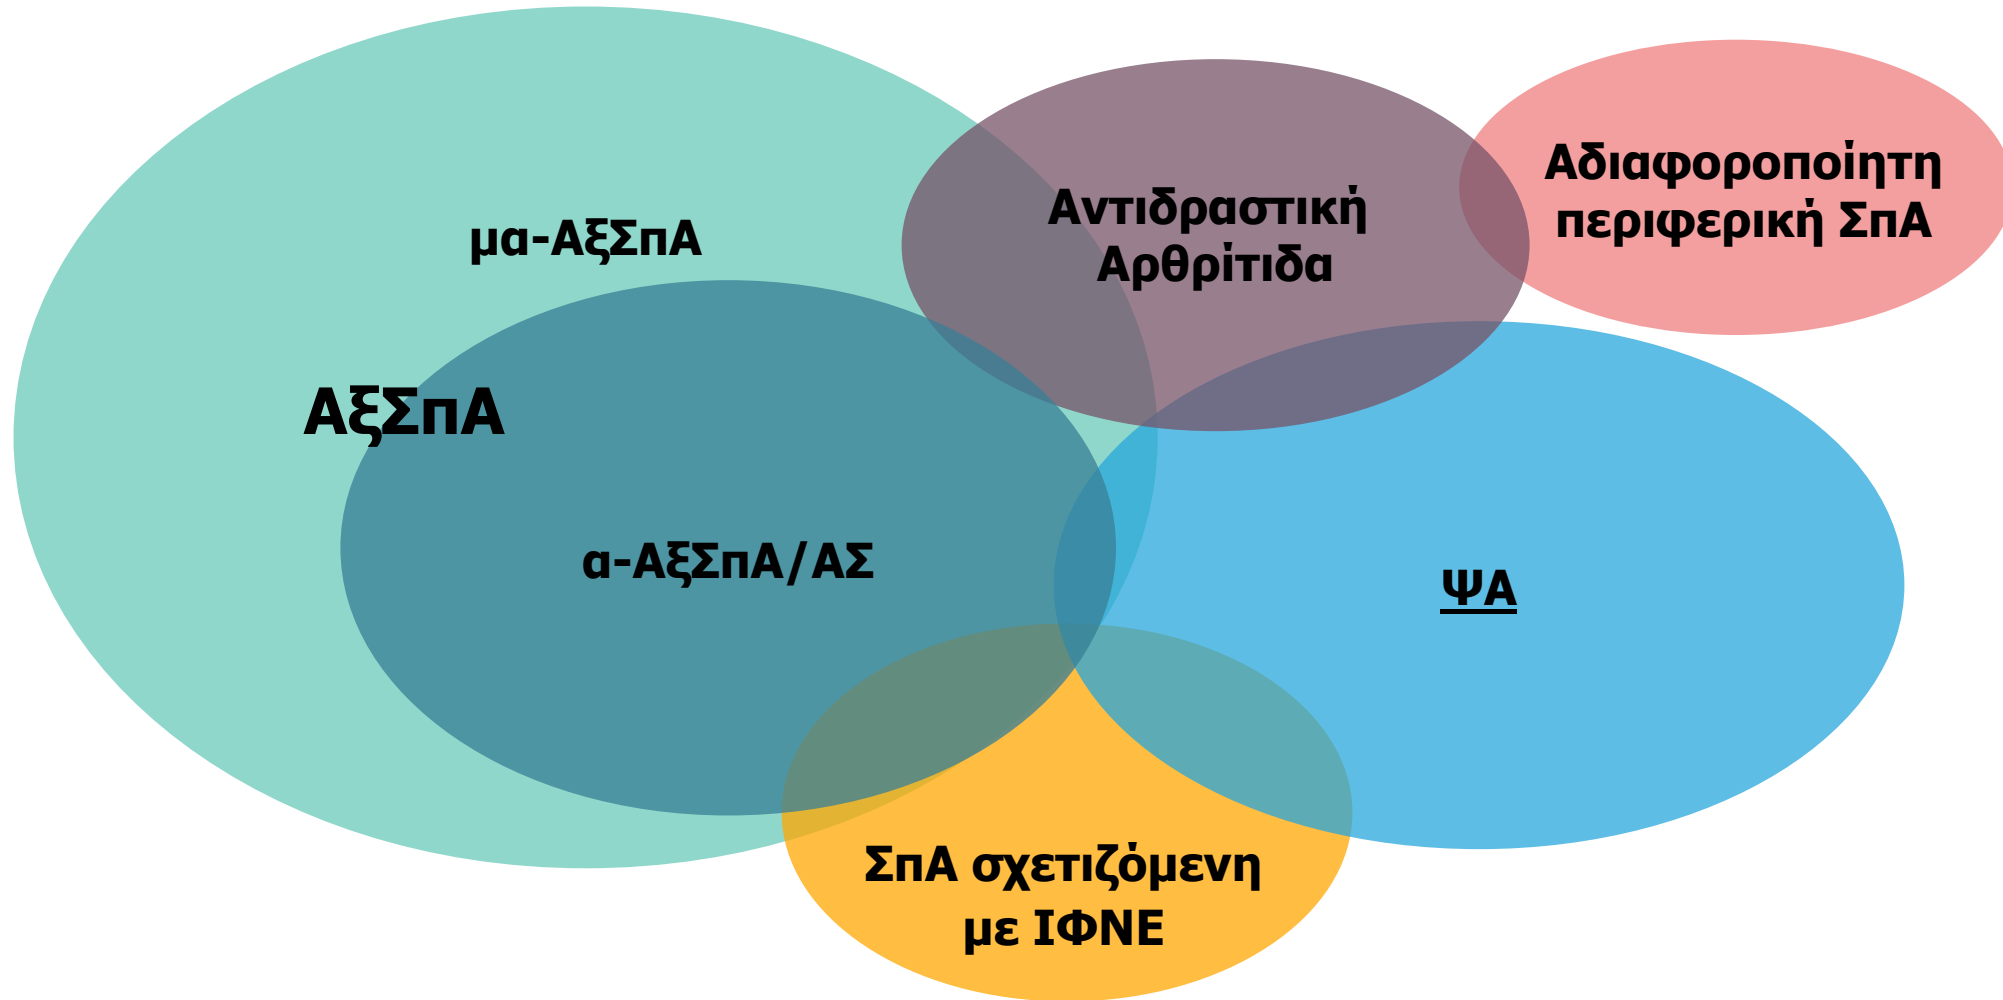 μα-ΑξΣπΑ
Αντιδραστική
Αρθρίτιδα
Αδιαφοροποίητη
περιφερική ΣπΑ
ΑξΣπΑ
α-ΑξΣπΑ/ΑΣ
ΨΑ
ΣπΑ σχετιζόμενη
με ΙΦΝΕ